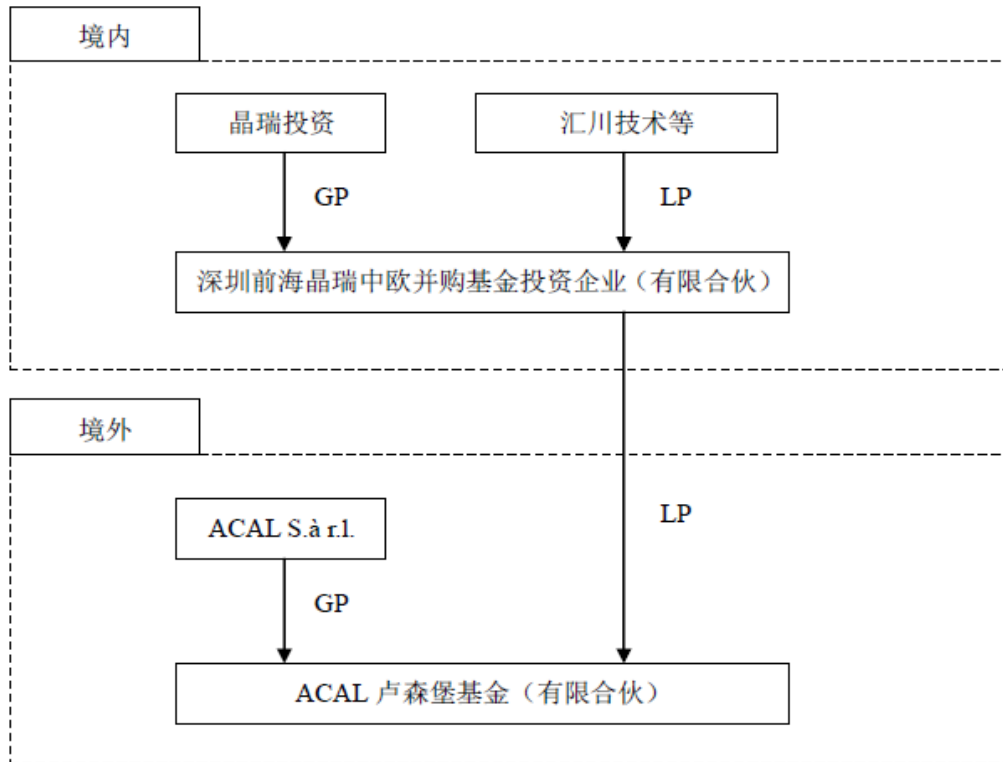 境内
晶瑞投资
汇川技术等
GP
LP
深圳前海晶瑞中欧并购基金投资企业（有限合伙）
境外
ACAL S.à r.l.
LP
GP
ACAL 卢森堡基金（有限合伙）